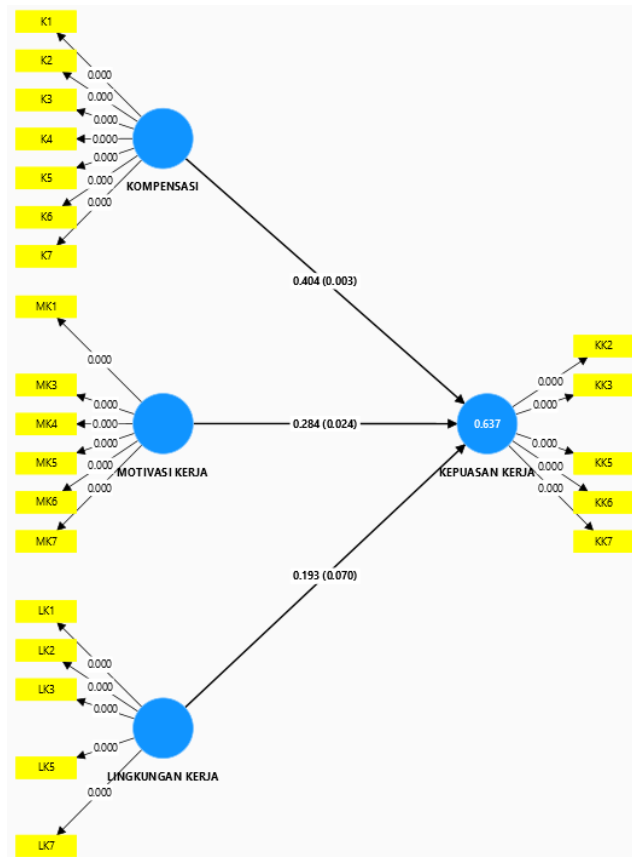 K1
K2
K3
K4
K5
K6
K7
0.000
0.000
0.000
0.000
0.000
0.000
0.000
KOMPENSASI
0.404 (0.003)
MK1
MK3
MK4
MK5
MK6
MK7
0.000
0.000
0.000
0.000
0.000
0.000
MOTIVASI KERJA
0.284 (0.024)
LK1
LK2
LK3
LK5
LK7
0.000
0.000
0.000
0.000
0.000
LINGKUNGAN KERJA
0.193 (0.070)
0.637
KEPUASAN KERJA
0.000
0.000
0.000
0.000
0.000
KK2
KK3
KK5
KK6
KK7